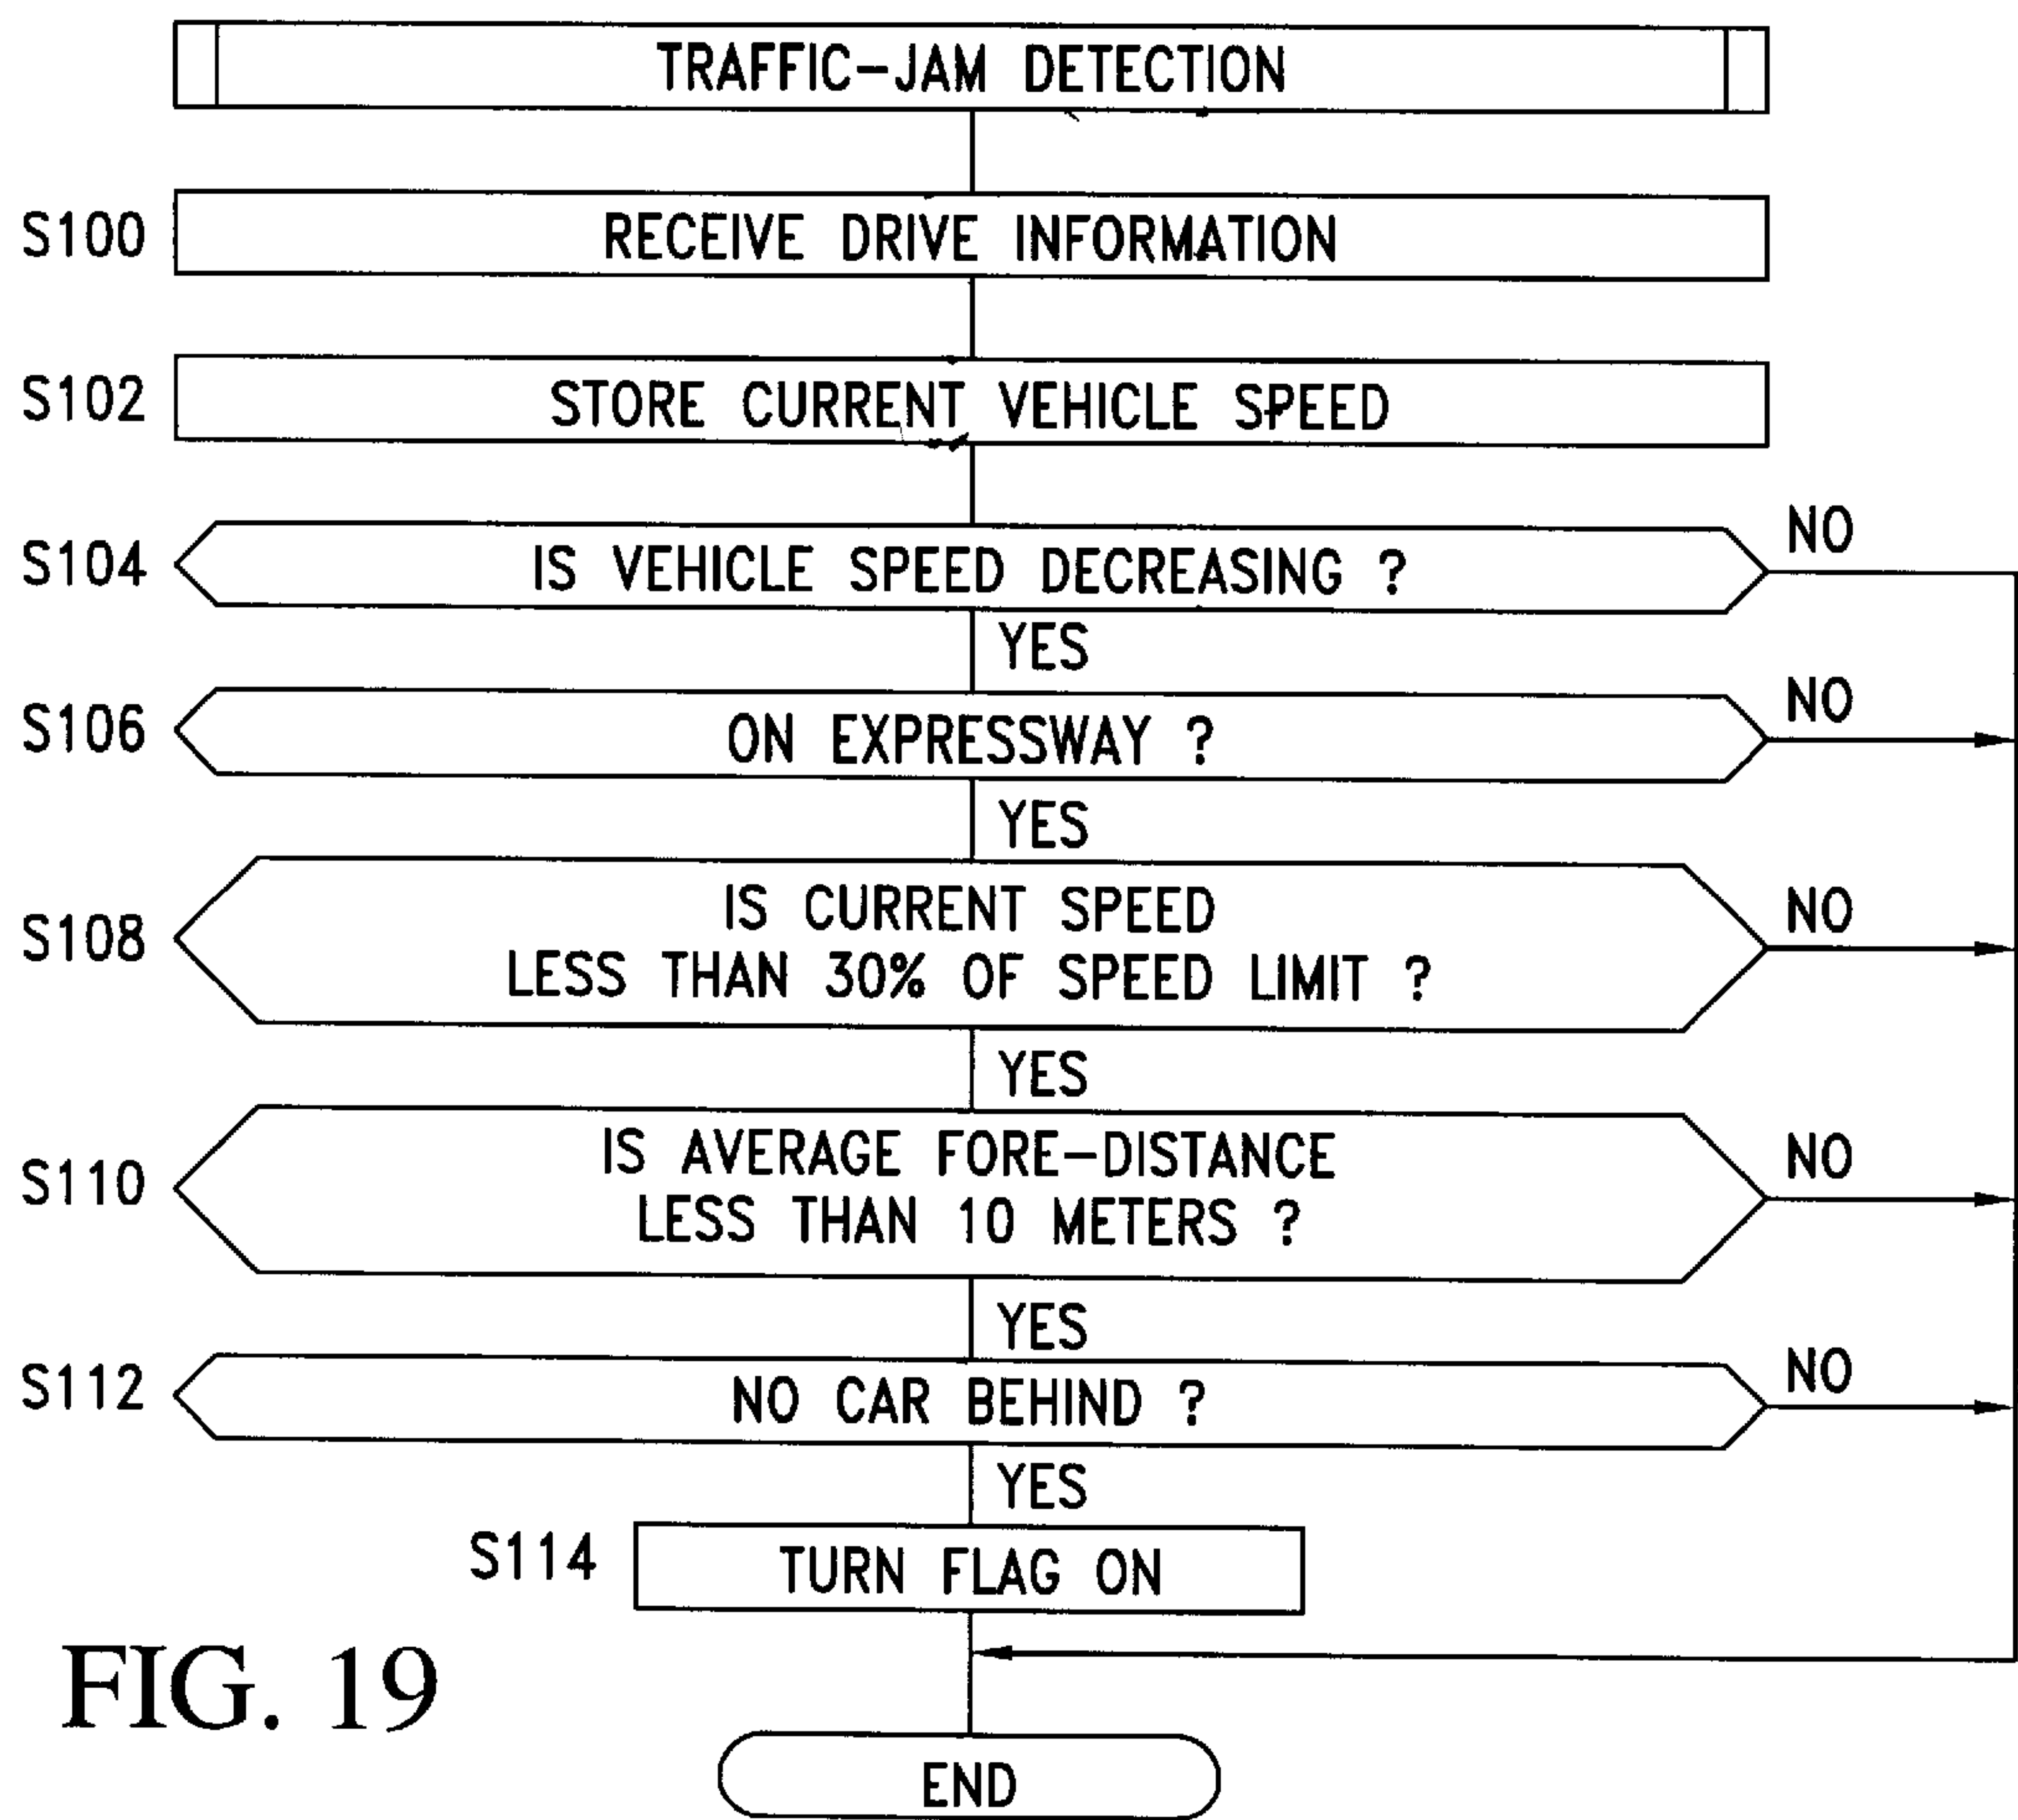 TRAFFIC-JAM DETECTION
S100
RECEIVE DRIVE INFORMATION
S102
STORE CURRENT VEHICLE SPEED
S104
IS VEHICLE SPEED DECREASING ?
NO
YES
S106
ON EXPRESSWAY ?
NO
YES
S108
IS CURRENT SPEED
LESS THAN 30% OF SPEED LIMIT ?
NO
YES
S110
IS AVERAGE FORE-DISTANCE
LESS THAN 10 METERS ?
NO
YES
S112
NO CAR BEHIND ?
NO
YES
S114
TURN FLAG ON
FIG. 19
END